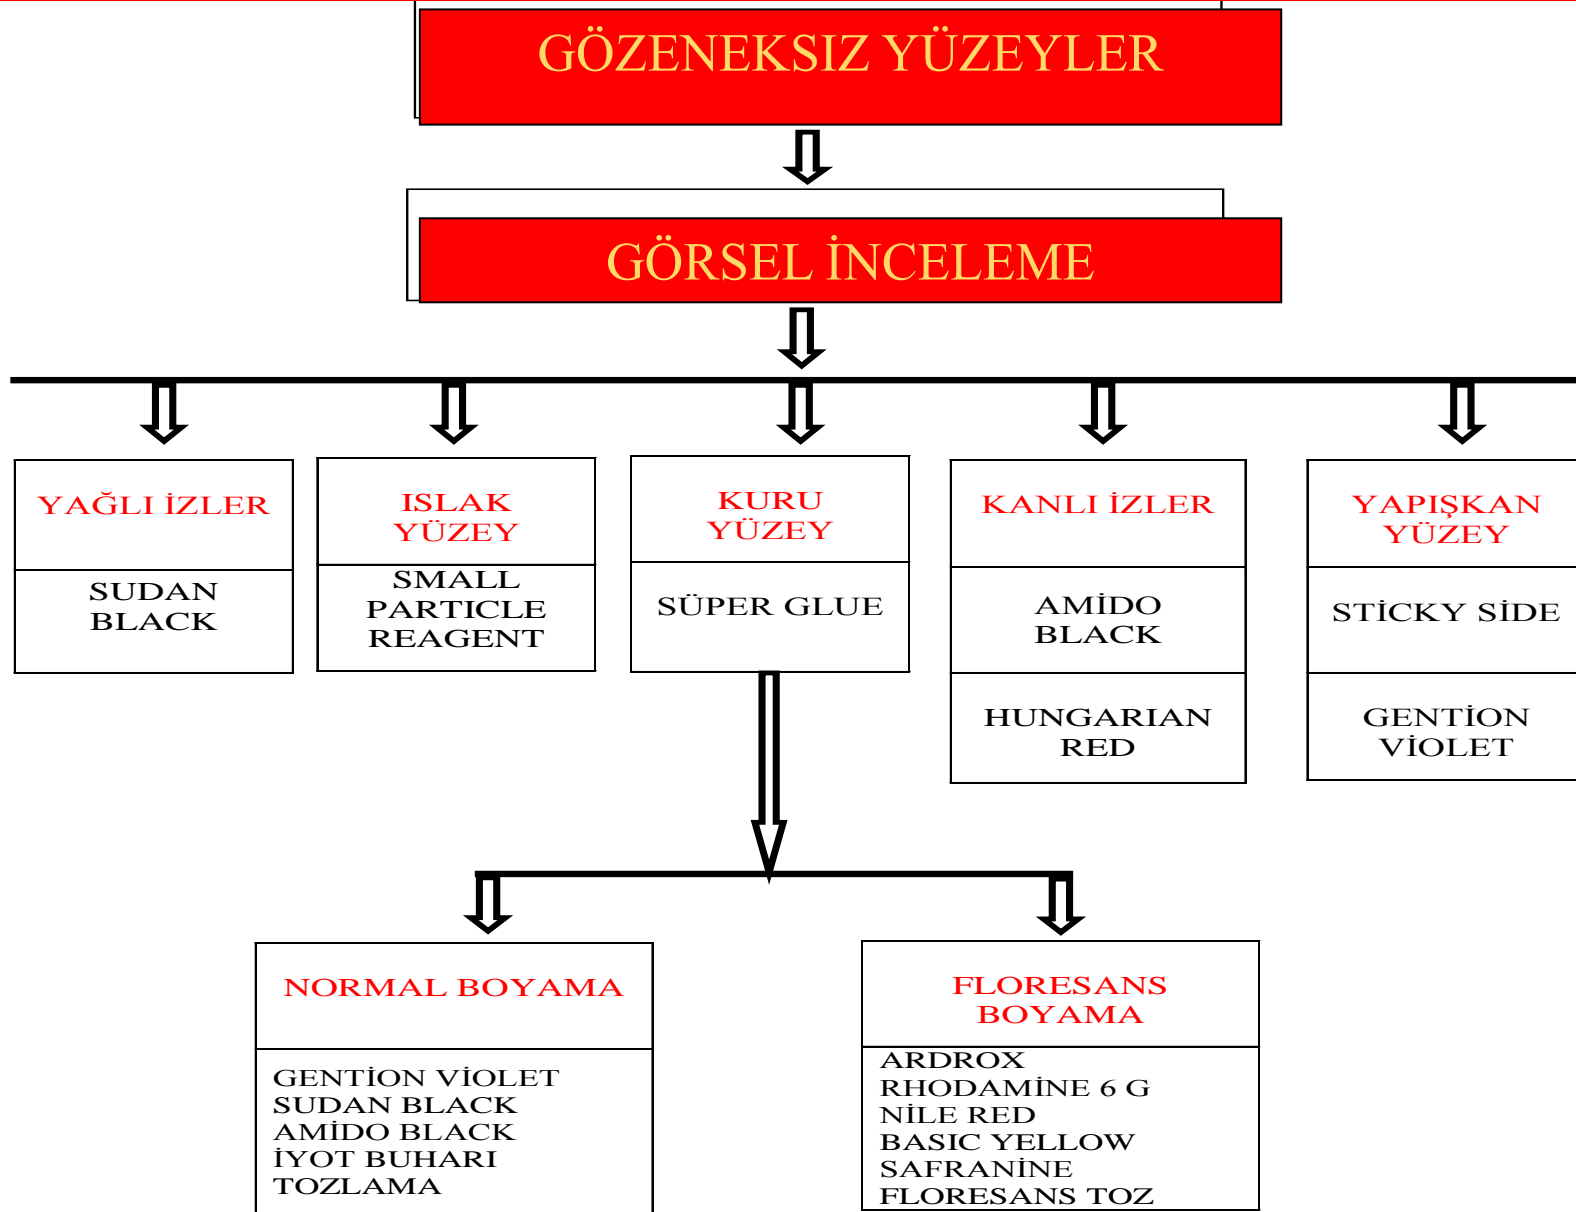 GÖZENEKSIZ YÜZEYLER
GÖRSEL İNCELEME
YAĞLI İZLER
SUDAN
BLACK
ISLAK
YÜZEY
SMALL
PARTICLE
REAGENT
KURU
YÜZEY
SÜPER GLUE
KANLI İZLER
AMİDO
BLACK
HUNGARIAN
RED
YAPIŞKAN
YÜZEY
STİCKY SİDE
GENTİON
VİOLET
NORMAL BOYAMA
GENTİON VİOLET
SUDAN BLACK
AMİDO BLACK
İYOT BUHARI
TOZLAMA
FLORESANS
BOYAMA
ARDROX
RHODAMİNE 6 G
NİLE RED
BASIC YELLOW
SAFRANİNE
FLORESANS TOZ